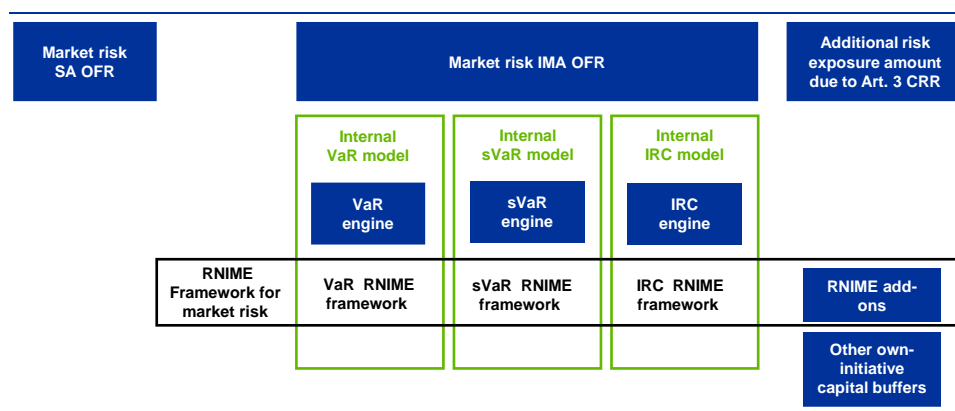 Market risk
SA OFR
Market risk IMA OFR
Additional risk
exposure amount
due to Art. 3 CRR
Internal
VaR model
Internal
sVaR model
Internal
IRC model
VaR
engine
sVaR
engine
IRC
engine
RNIME
Framework for
market risk
VaR RNIME
framework
sVaR RNIME
framework
IRC RNIME
framework
RNIME add-
ons
Other own-
initiative
capital buffers